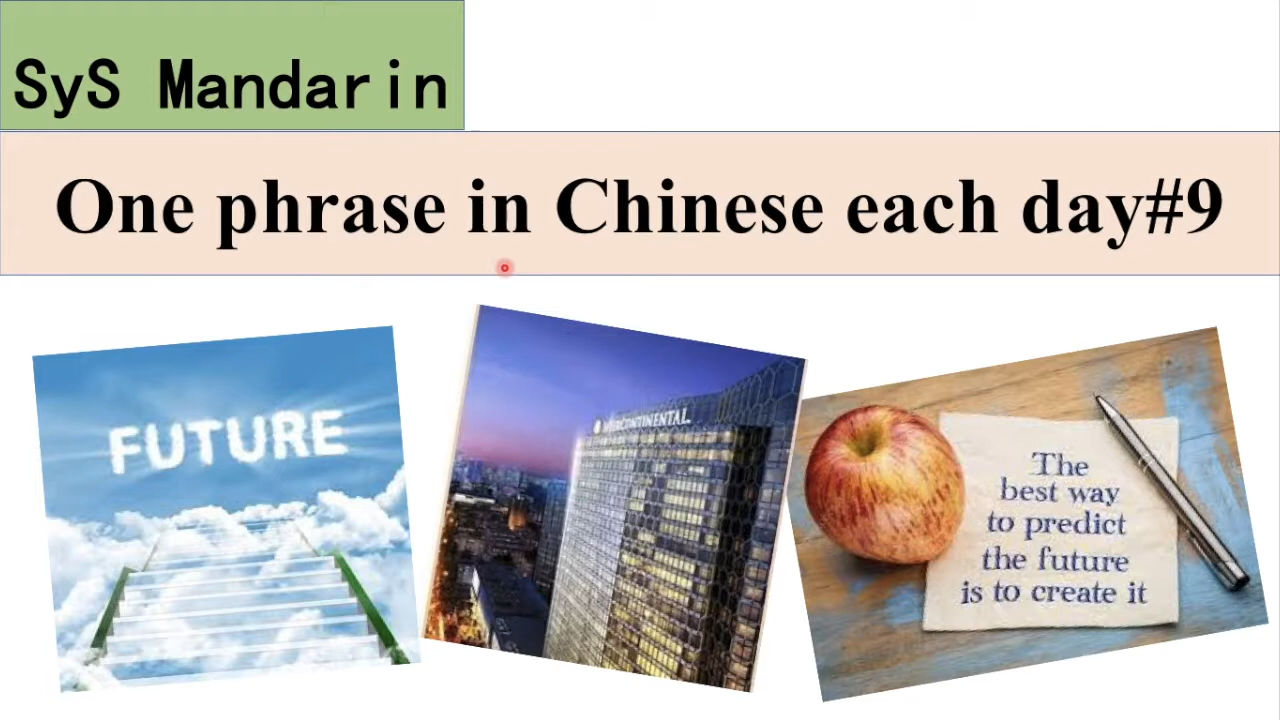 SyS Mandarin
One phrase in Chinese each day#9
FUTURE
INTERCONTINENTAL
The
best way
to predict
the future
is to create it